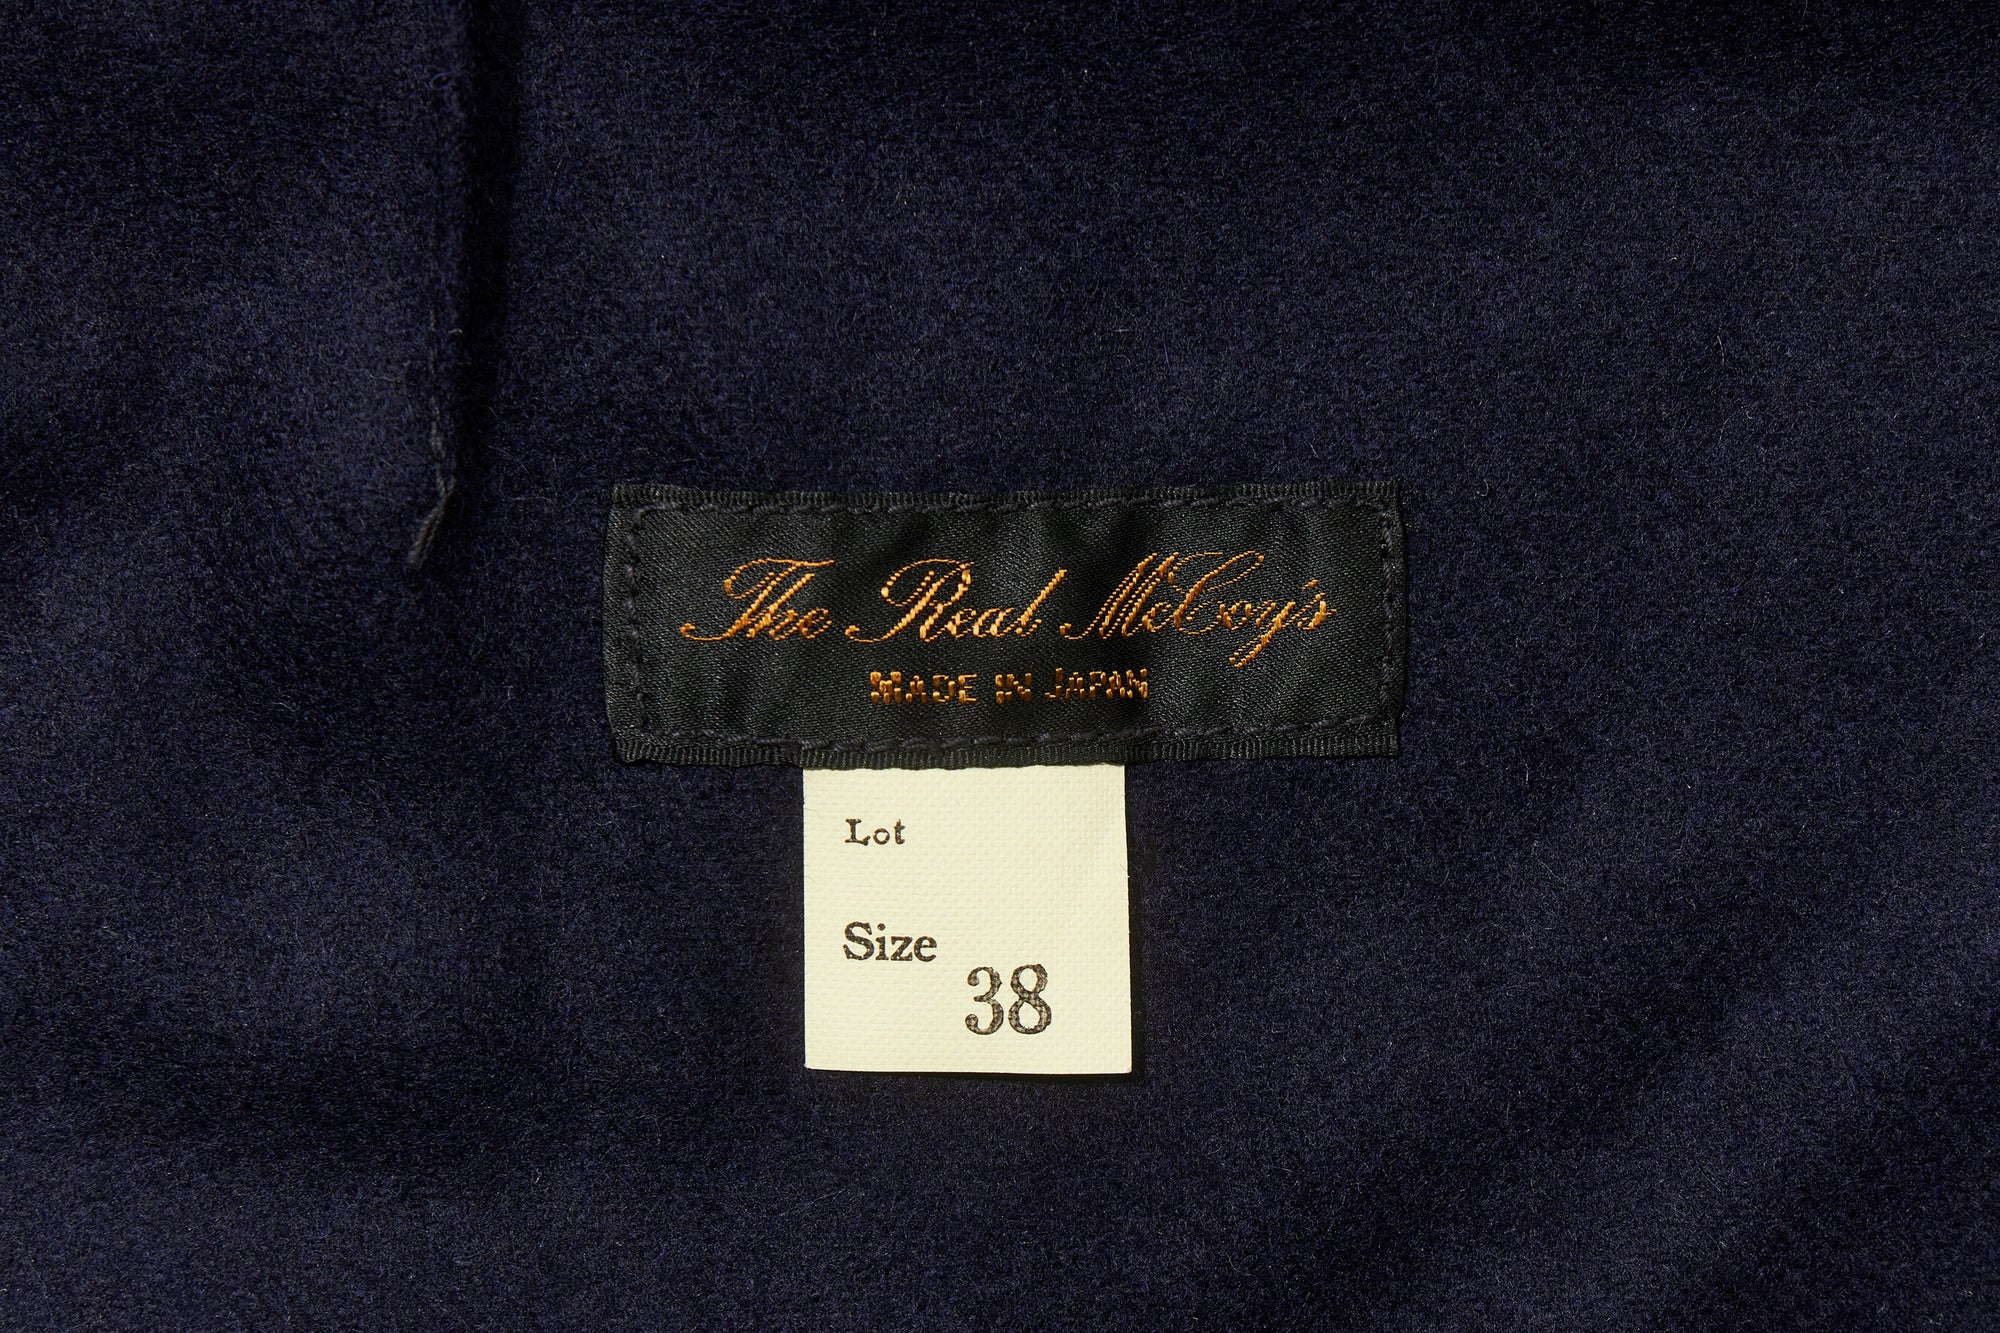 The Real McCoy's
MADE IN JAPAN
Lot
Size 38